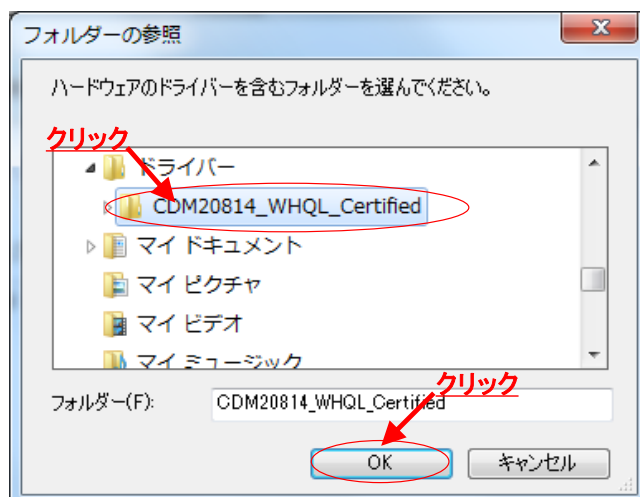 フォルダーの参照
ハードウェアのドライバーを含むフォルダーを選んでください。
クリック
ドライバー
CDM20814_WHQL_Certified
マイ ドキュメント
マイ ピクチャ
マイ ビデオ
マイ ミュージック
クリック
フォルダー(F):
CDM20814_WHQL_Certified
OK
キャンセル